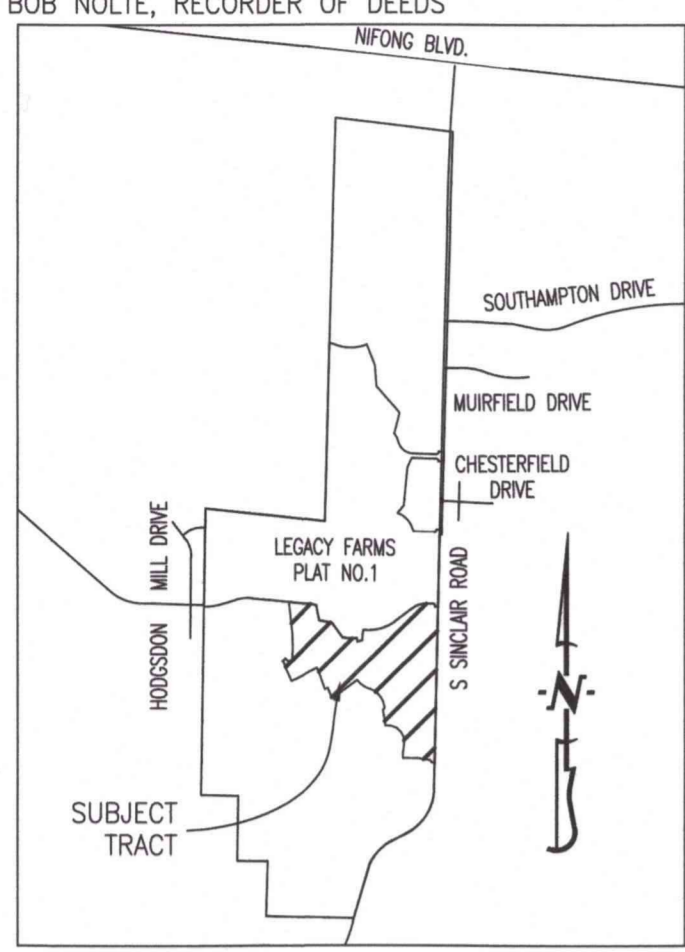 BOB NOLTE, RECORDER OF DEEDS
NIFONG BLVD.
SOUTHAMPTON DRIVE
MUIRFIELD DRIVE
CHESTERFIELD
DRIVE
HODGSDON MILL DRIVE
LEGACY FARMS
PLAT NO.1
S SINCLAIR ROAD
N
SUBJECT
TRACT